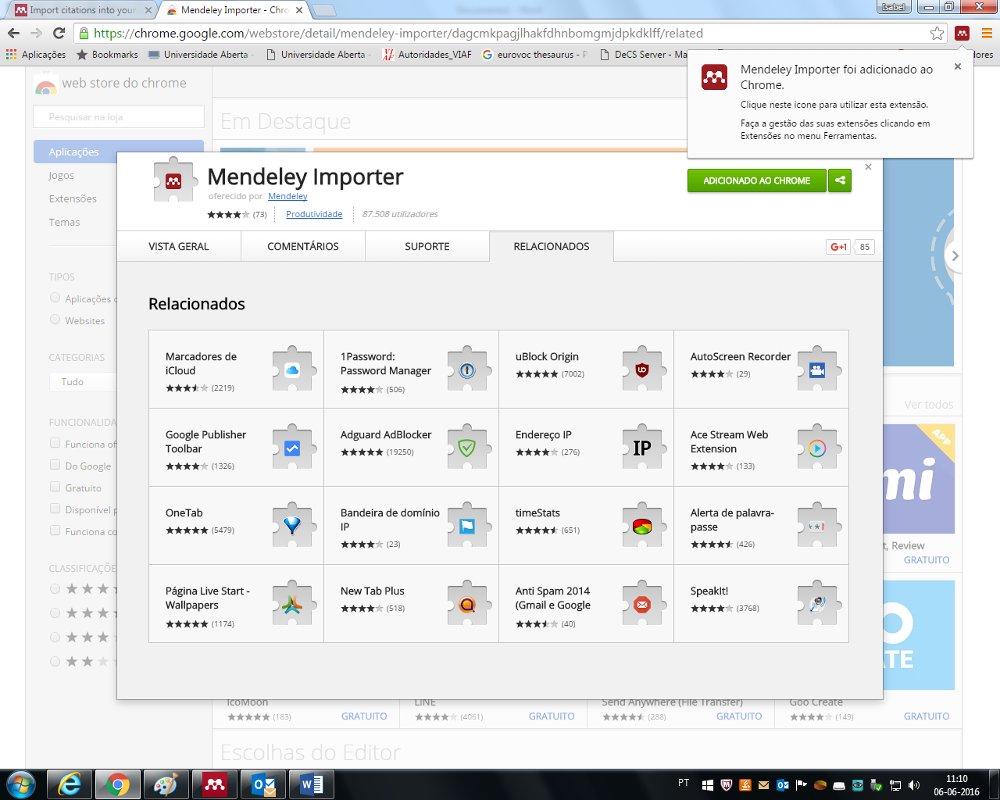 Import citations into your
Mendeley Importer - Chro
Isabel
https://chrome.google.com/webstore/detail/mendeley-importer/dagcmkpagjlhakfdhnbomgmjdpkdklff/related
Aplicações
Bookmarks
Universidade Aberta -
Universidade Aberta -
Autoridades_VIAF
eurovoc thesaurus - P
DeCS Server - Ma
dores
Mendeley Importer foi adicionado ao
Chrome.
Clique neste ícone para utilizar esta extensão.
Faça a gestão das suas extensões clicando em
Extensões no menu Ferramentas.
web store do chrome
Pesquisar na loja
Aplicações
Jogos
Extensões
Temas
TIPOS
Aplicações
Websites
CATEGORIAS
Tudo
FUNCIONALIDA
Funciona of
Do Google
Gratuito
Disponível p
Funciona co
CLASSIFICAÇÕE
Em Destaque
Mendeley Importer
oferecido por Mendeley
(73)
Produtividade
87.508 utilizadores
ADICIONADO AO CHROME
VISTA GERAL
COMENTÁRIOS
SUPORTE
RELACIONADOS
G+1
85
Relacionados
Marcadores de
iCloud
(2219)
1Password:
Password Manager
(506)
uBlock Origin
(7002)
AutoScreen Recorder
(29)
Google Publisher
Toolbar
(1326)
Adguard AdBlocker
(19250)
Endereço IP
(276)
IP
Ace Stream Web
Extension
(133)
OneTab
(5479)
Bandeira de domínio
IP
(23)
timeStats
(651)
Alerta de palavra-
passe
(426)
Página Live Start -
Wallpapers
(1174)
New Tab Plus
(518)
Anti Spam 2014
(Gmail e Google
(40)
SpeakIt!
(3768)
Ver todos
APP
mi
t, Review
GRATUITO
O
ATE
IcoMoon
(183)
GRATUITO
LINE
(4061)
GRATUITO
Send Anywhere (File Transfer)
(288)
GRATUITO
Goo Create
(149)
GRATUITO
Escolhas do Editor
PT
11:10
06-06-2016